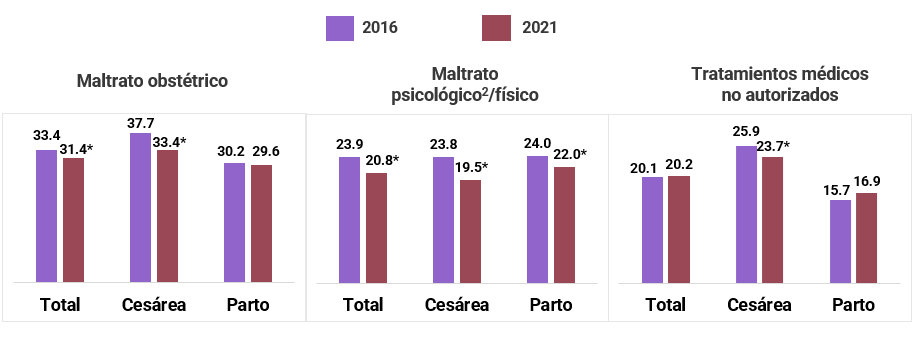 2016 2021
Maltrato obstétrico
33.4 31.4* 37.7 33.4* 30.2 29.6
Total Cesárea Parto
Maltrato
psicológico²/físico
23.9 20.8* 23.8 19.5* 24.0 22.0*
Total Cesárea Parto
Tratamientos médicos
no autorizados
20.1 20.2 25.9 23.7* 15.7 16.9
Total Cesárea Parto